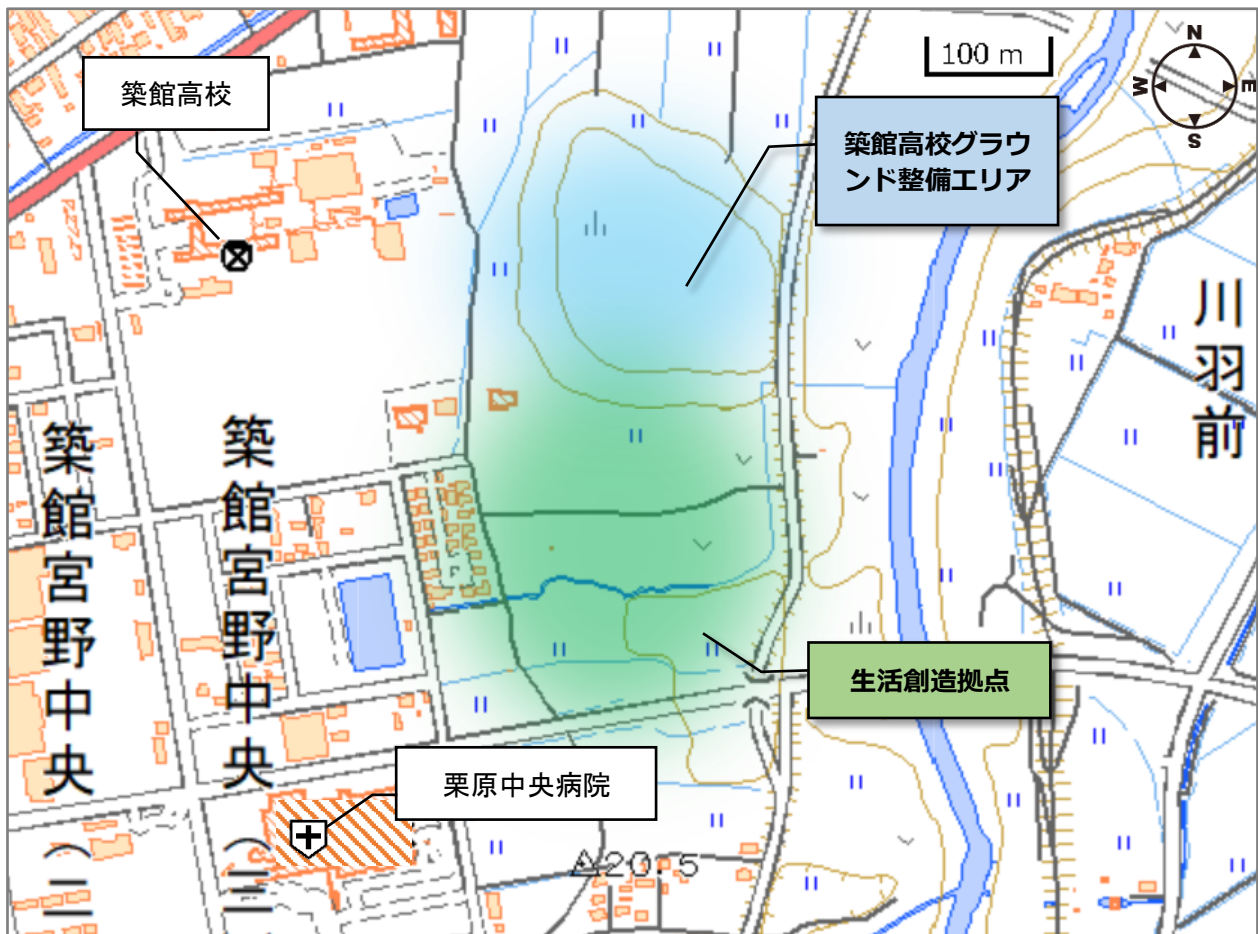 築館高校
100 m
N
W
E
S
築館高校グラウ
ンド整備エリア
川羽前
築館宮野中央(二
築館宮野中央(三
生活創造拠点
栗原中央病院
20.5